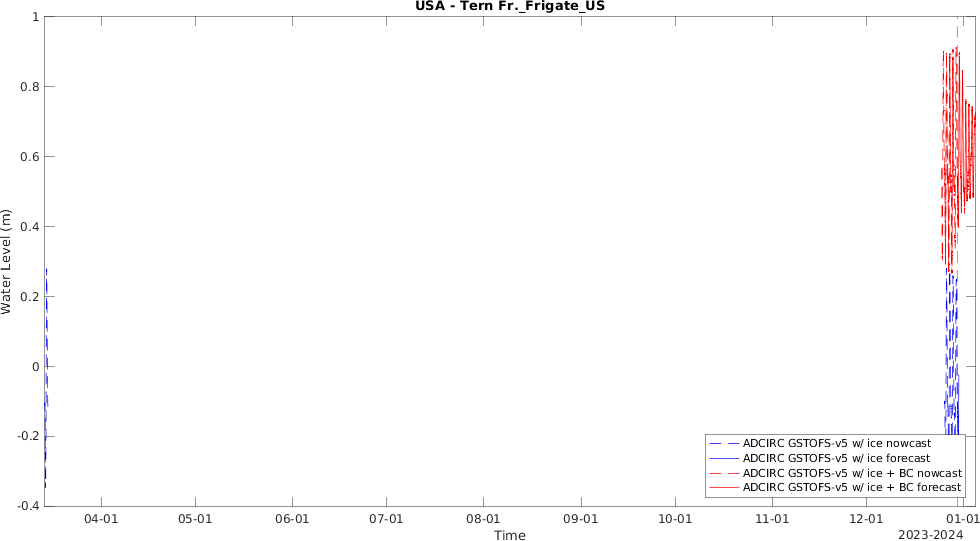 USA - Tern Fr._Frigate_US
1
0.8
0.6
0.4
0.2
0
-0.2
-0.4
Water Level (m)
ADCIRC GSTOFS-v5 w/ ice nowcast
ADCIRC GSTOFS-v5 w/ ice forecast
ADCIRC GSTOFS-v5 w/ ice + BC nowcast
ADCIRC GSTOFS-v5 w/ ice + BC forecast
04-01 05-01 06-01 07-01 08-01 09-01 10-01 11-01 12-01 01-01
Time
2023-2024